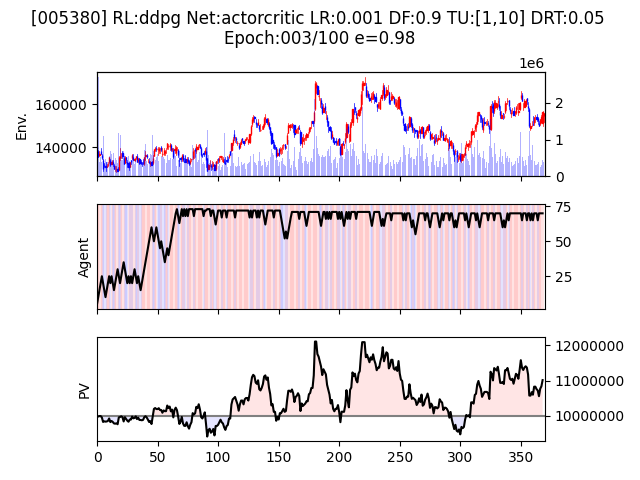 [005380] RL:ddpg Net:actorcritic LR:0.001 DF:0.9 TU:[1,10] DRT:0.05
Epoch:003/100 e=0.98
1e6
160000
140000
Env.
2
1
0
Agent
75
50
25
PV
12000000
11000000
10000000
0 50 100 150 200 250 300 350